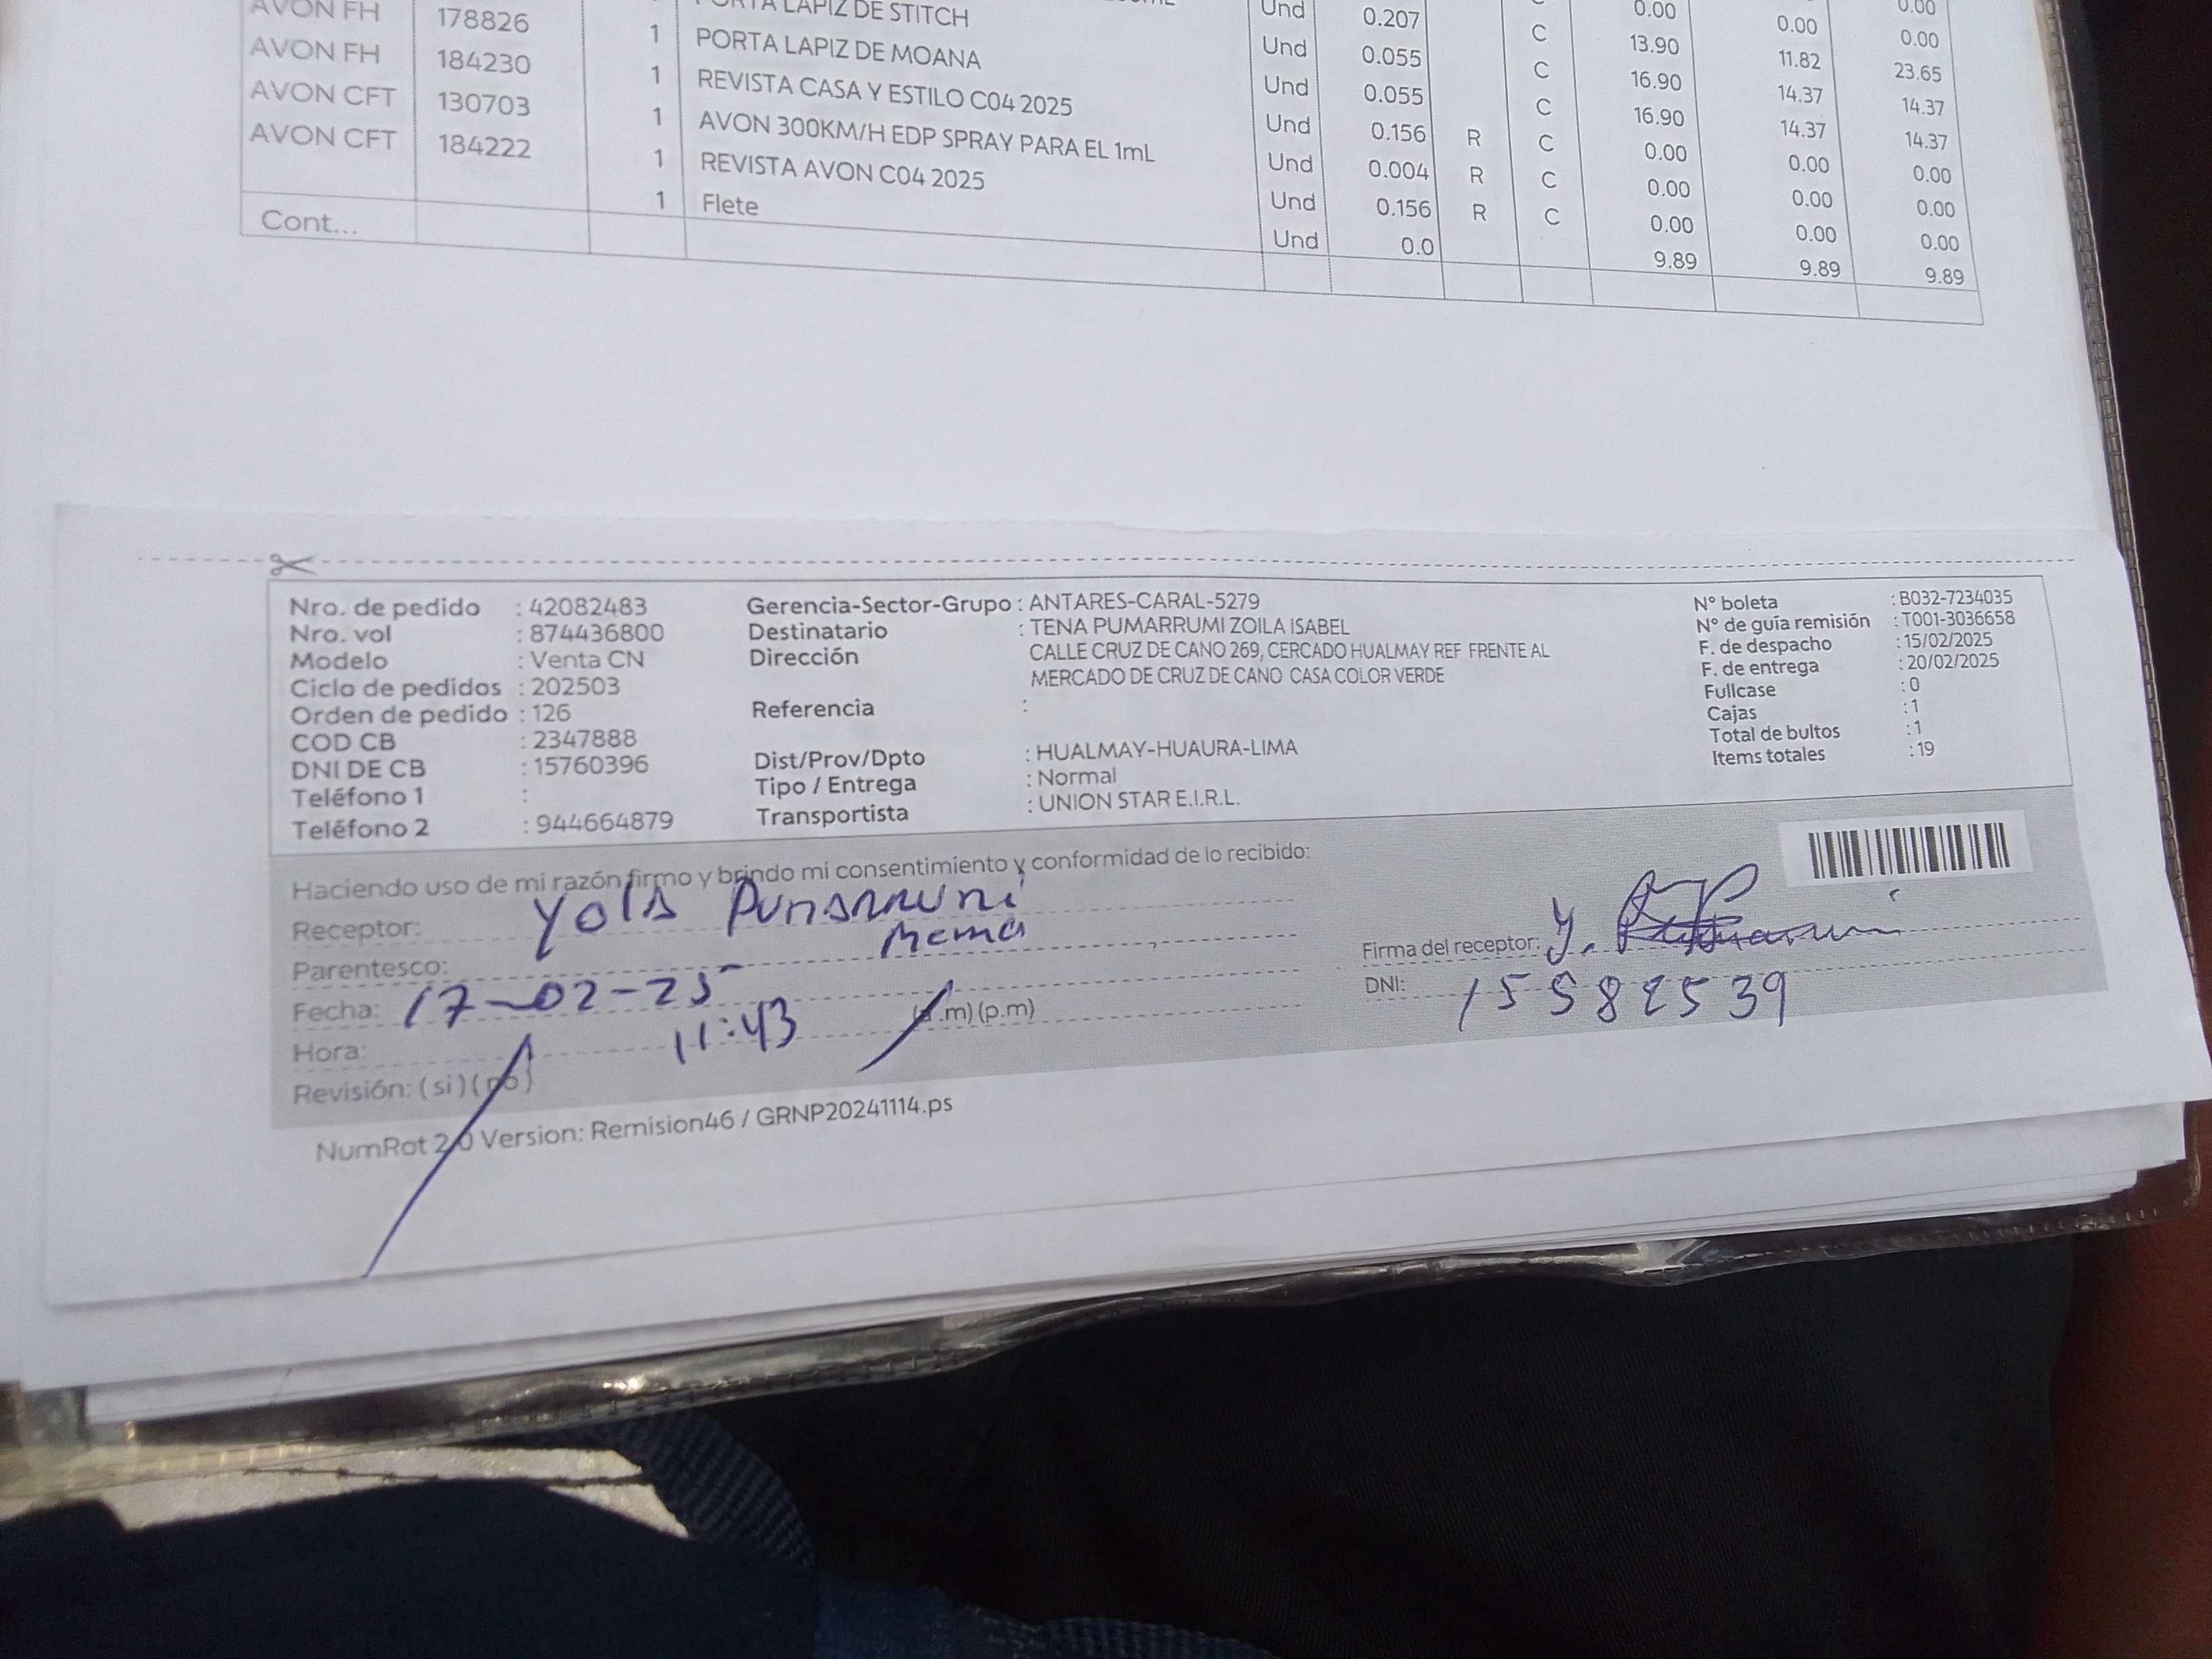 AVON FH 178826 1 PORTA LAPIZ DE STITCH Und 0.207 C 13.90 11.82 23.65
AVON FH 184230 1 PORTA LAPIZ DE MOANA Und 0.055 C 16.90 14.37 14.37
AVON CFT 130703 1 REVISTA CASA Y ESTILO C04 2025 Und 0.055 C 16.90 14.37 14.37
AVON CFT 184222 1 AVON 300KM/H EDP SPRAY PARA EL 1mL Und 0.156 R C 0.00 0.00 0.00
1 REVISTA AVON C04 2025 Und 0.004 R C 0.00 0.00 0.00
1 Flete Und 0.156 R C 0.00 0.00 0.00
Cont... Und 0.0 9.89 9.89 9.89
Nro. de pedido : 42082483
Nro. vol : 874436800
Modelo : Venta CN
Ciclo de pedidos : 202503
Orden de pedido : 126
COD CB : 2347888
DNI DE CB : 15760396
Teléfono 1 :
Teléfono 2 : 944664879
Gerencia-Sector-Grupo : ANTARES-CARAL-5279
Destinatario : TENA PUMARRUMI ZOILA ISABEL
Dirección CALLE CRUZ DE CANO 269, CERCADO HUALMAY REF FRENTE AL
MERCADO DE CRUZ DE CANO CASA COLOR VERDE
Referencia :
Dist/Prov/Dpto : HUALMAY-HUAURA-LIMA
Tipo / Entrega : Normal
Transportista : UNION STAR E.I.R.L.
N° boleta : B032-7234035
N° de guía remisión : T001-3036658
F. de despacho : 15/02/2025
F. de entrega : 20/02/2025
Fullcase : 0
Cajas : 1
Total de bultos : 1
Items totales : 19
Haciendo uso de mi razón firmo y brindo mi consentimiento y conformidad de lo recibido:
Receptor: Yola Pumarrumi
Parentesco: Mama
Fecha: 17-02-25
Hora: 11:43 (a.m) (p.m)
Revisión: (si) (no)
Firma del receptor: Y.
DNI: 15582539
NumRot 2.0 Version: Remision46 / GRNP20241114.ps